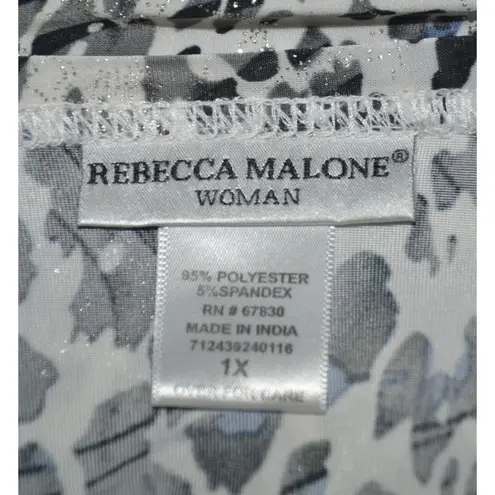 REBECCA MALONE®
WOMAN
95% POLYESTER
5%SPANDEX
RN # 67830
MADE IN INDIA
712439240116
1X
OVER FOR CARE